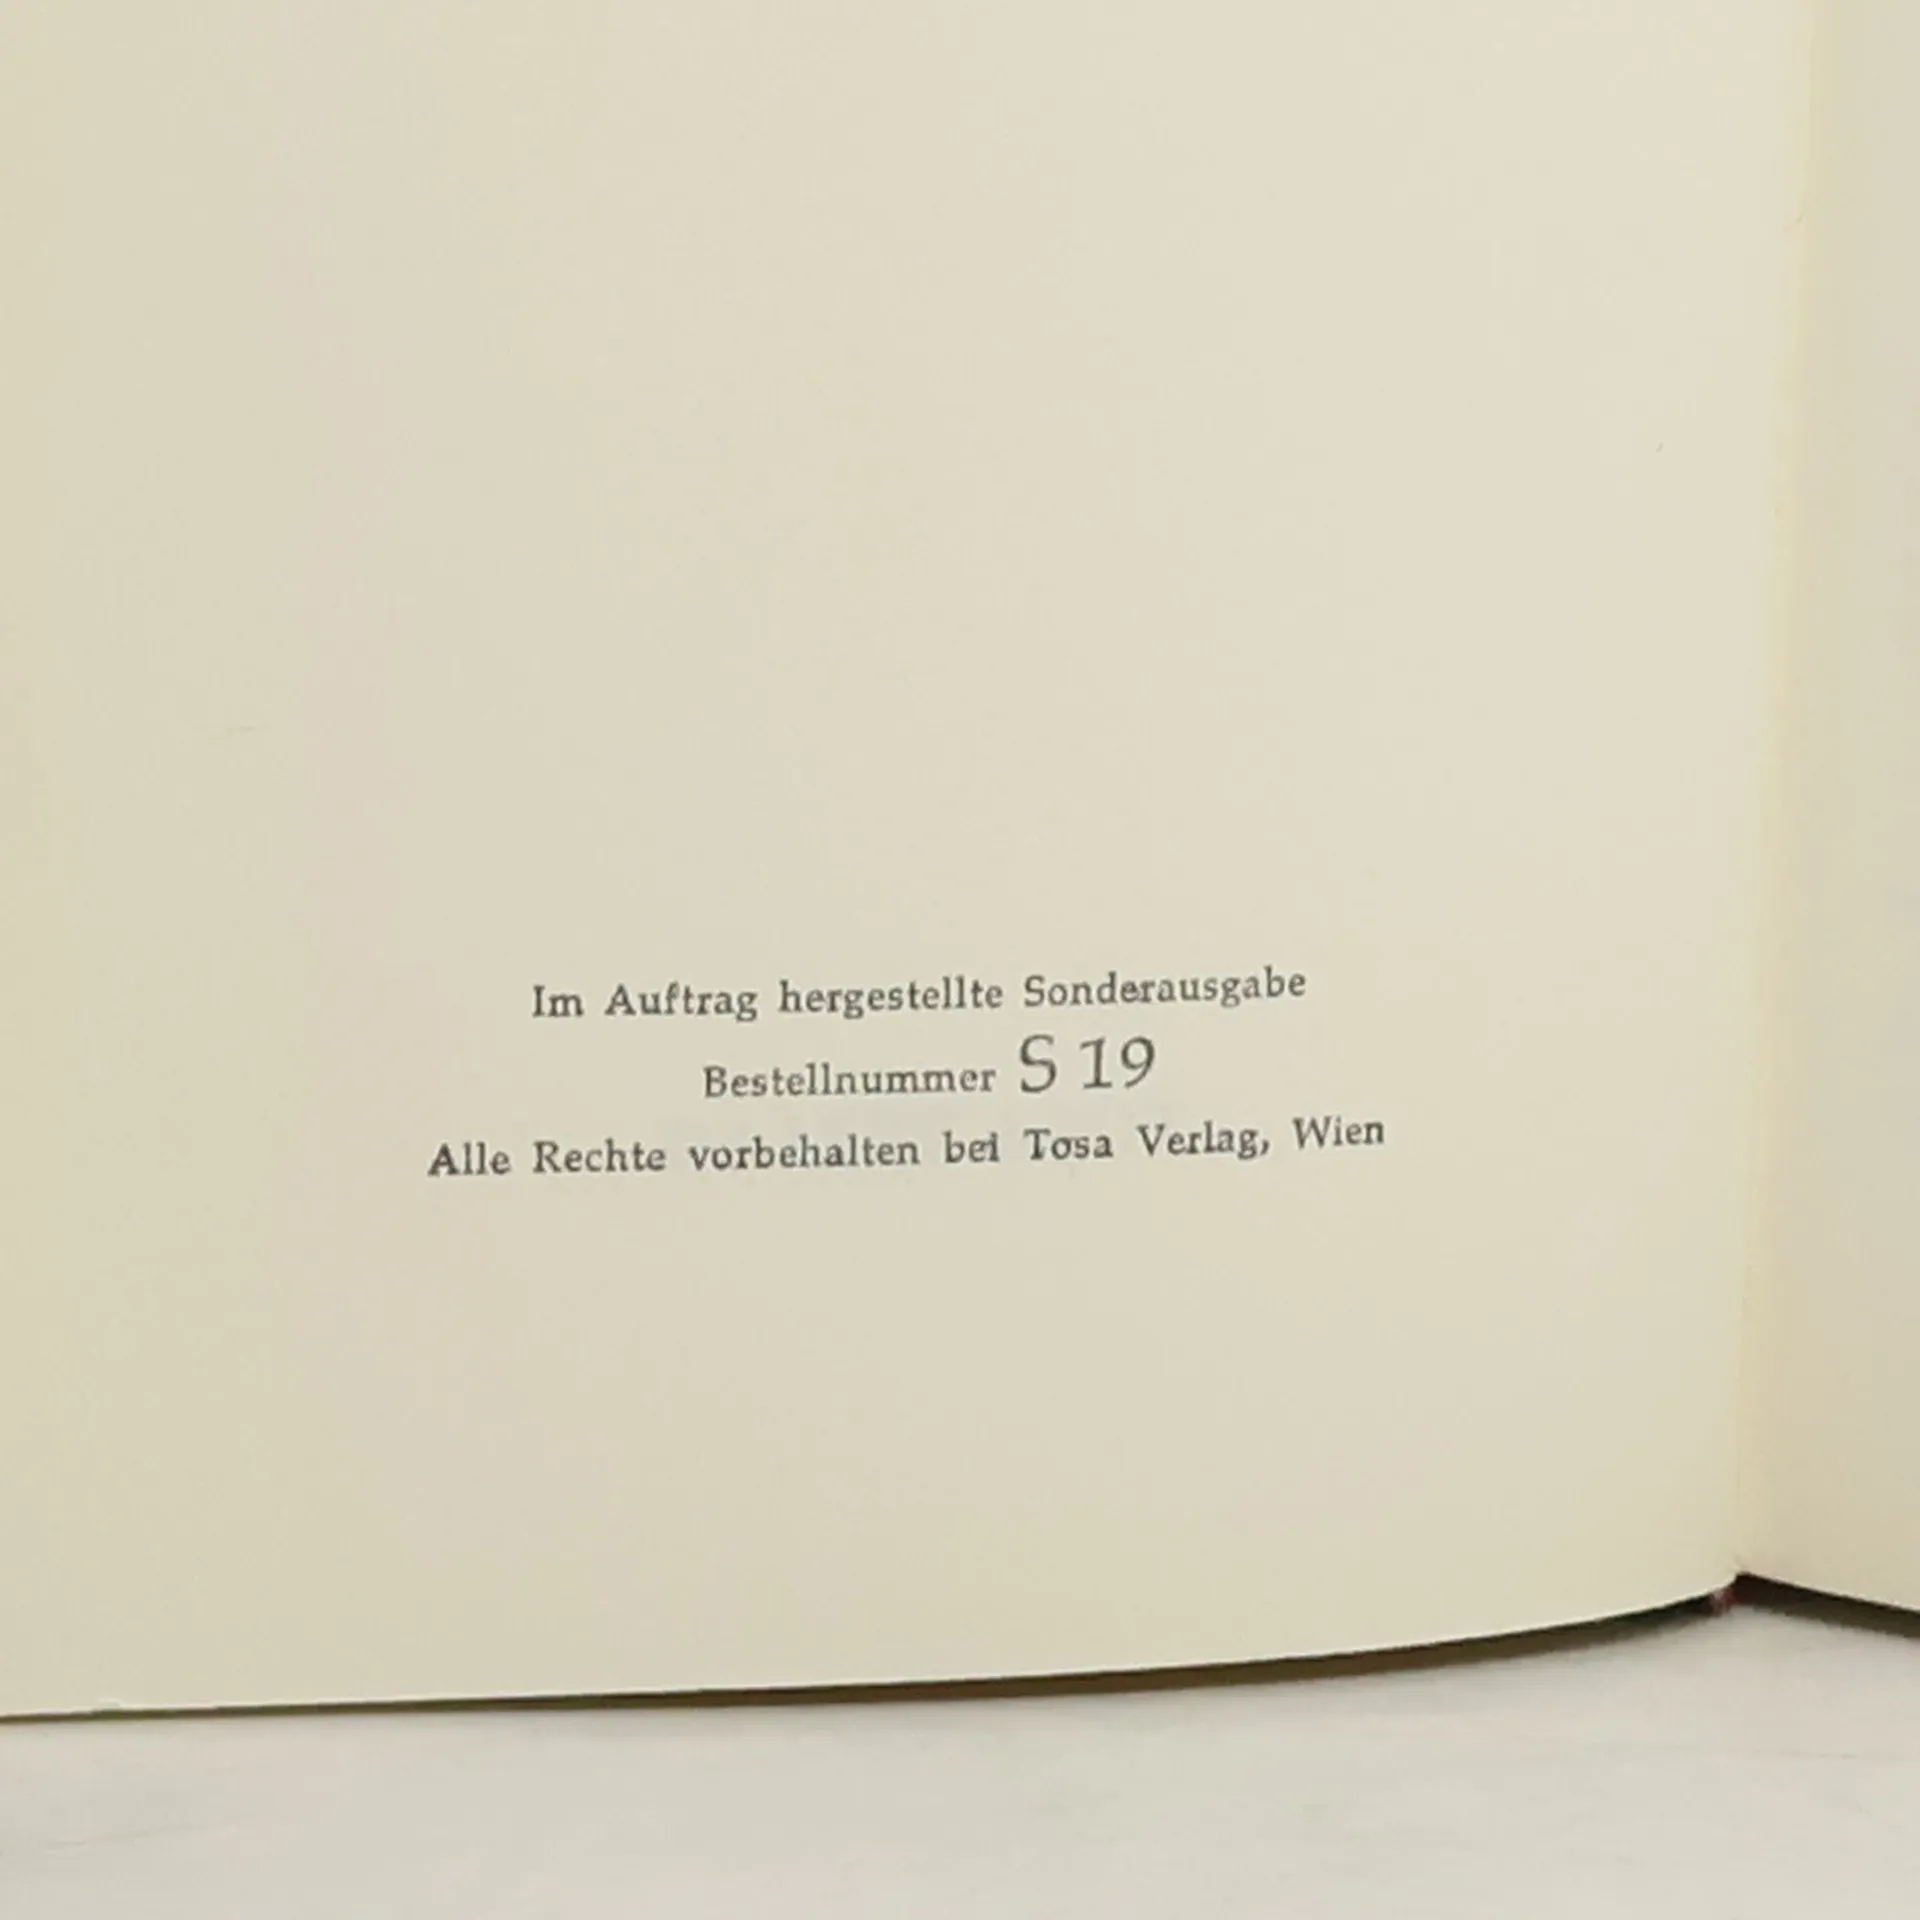 Im Auftrag hergestellte Sonderausgabe
Bestellnummer S 19
Alle Rechte vorbehalten bei Tosa Verlag, Wien